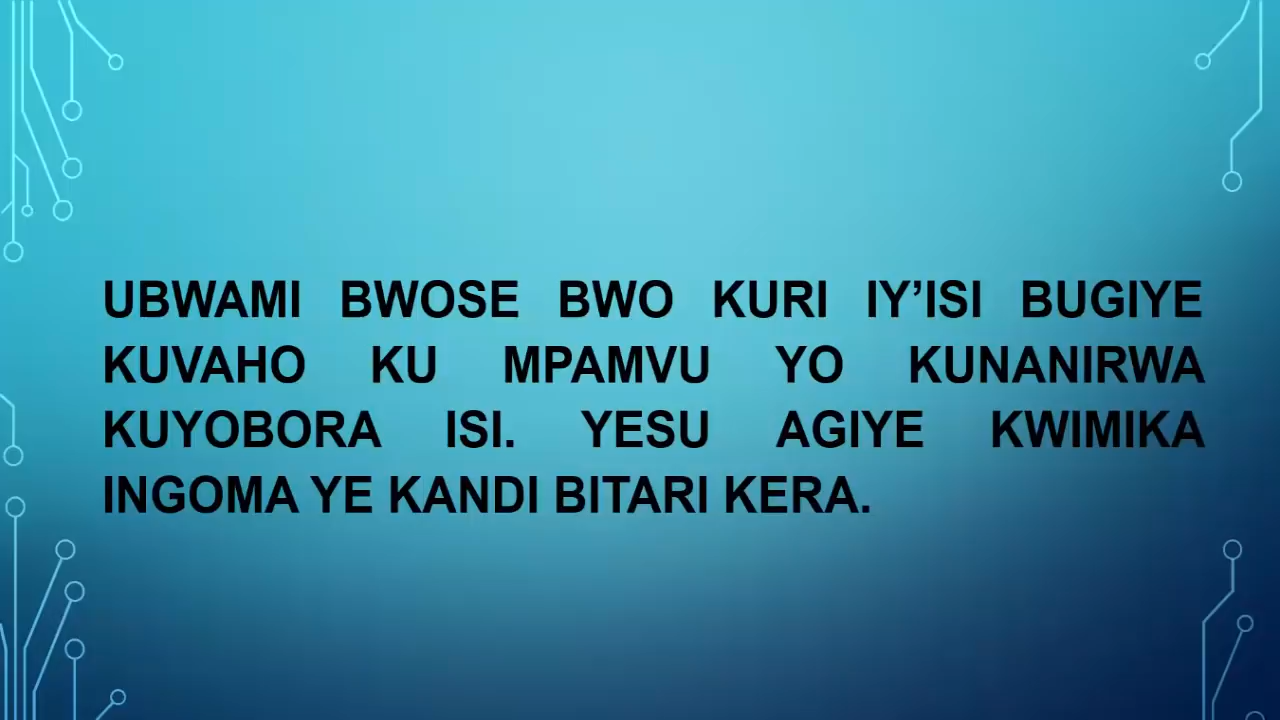 UBWAMI BWOSE BWO KURI IY’ISI BUGIYE
KUVAHO KU MPAMVU YO KUNANIRWA
KUYOBORA ISI. YESU AGIYE KWIMIKA
INGOMA YE KANDI BITARI KERA.